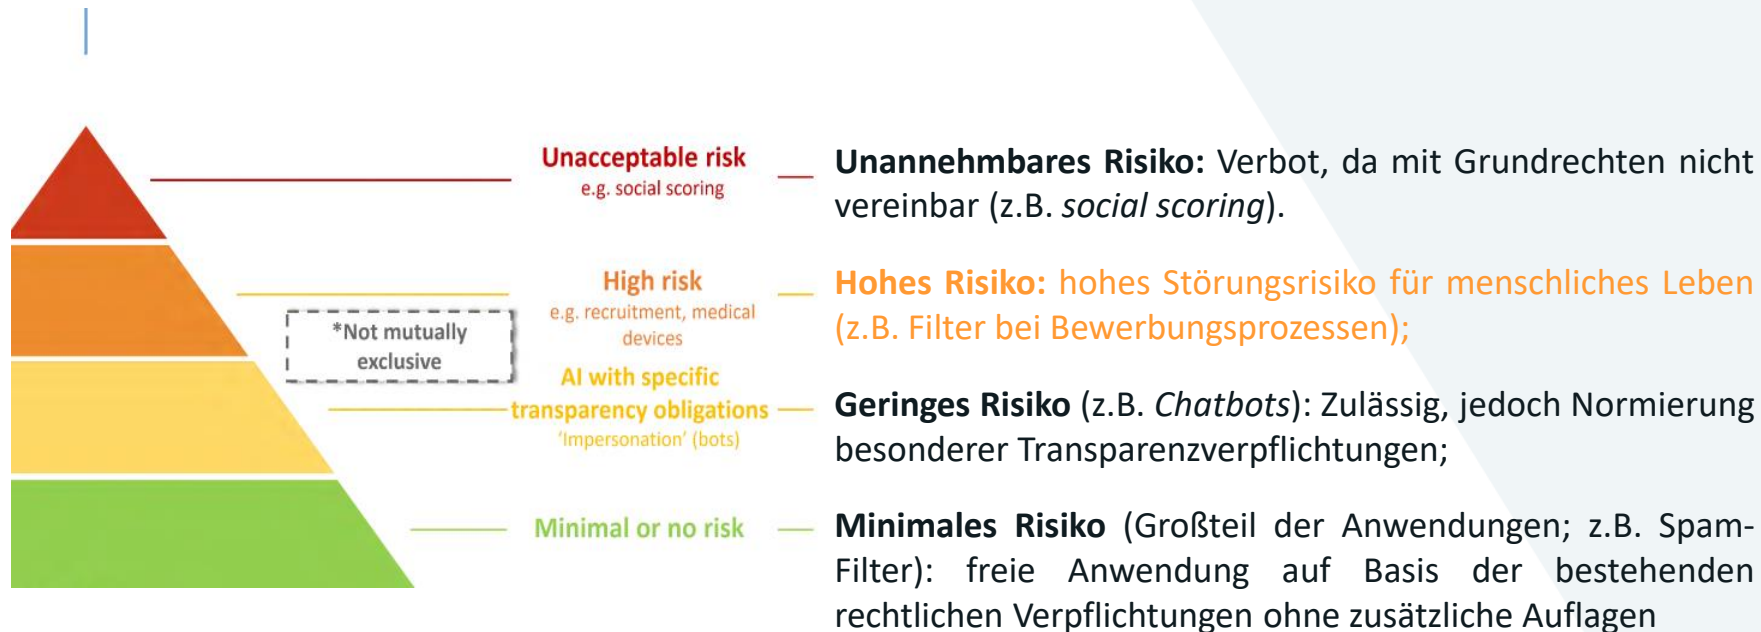 Unacceptable risk
e.g. social scoring
Unannehmbares Risiko: Verbot, da mit Grundrechten nicht
vereinbar (z.B. social scoring).
High risk
e.g. recruitment, medical
devices
Hohes Risiko: hohes Störungsrisiko für menschliches Leben
(z.B. Filter bei Bewerbungsprozessen);
*Not mutually
exclusive
AI with specific
transparency obligations
'Impersonation' (bots)
Geringes Risiko (z.B. Chatbots): Zulässig, jedoch Normierung
besonderer Transparenzverpflichtungen;
Minimal or no risk
Minimales Risiko (Großteil der Anwendungen; z.B. Spam-
Filter): freie Anwendung auf Basis der bestehenden
rechtlichen Verpflichtungen ohne zusätzliche Auflagen